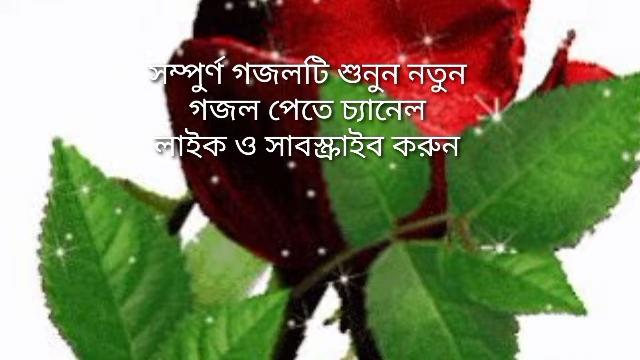 সম্পুর্ণ গজলটি শুনুন নতুন
গজল পেতে চ্যানেল
লাইক ও সাবস্ক্রাইব করুন